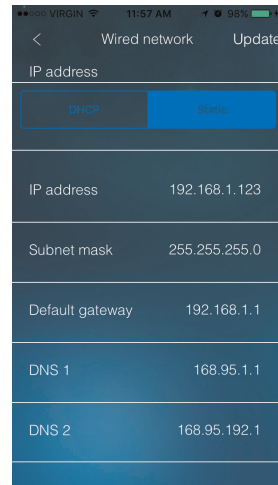 ●●○○○ VIRGIN 11:57 AM 98%
< Wired network Update
IP address
DHCP Static
IP address 192.168.1.123
Subnet mask 255.255.255.0
Default gateway 192.168.1.1
DNS 1 168.95.1.1
DNS 2 168.95.192.1